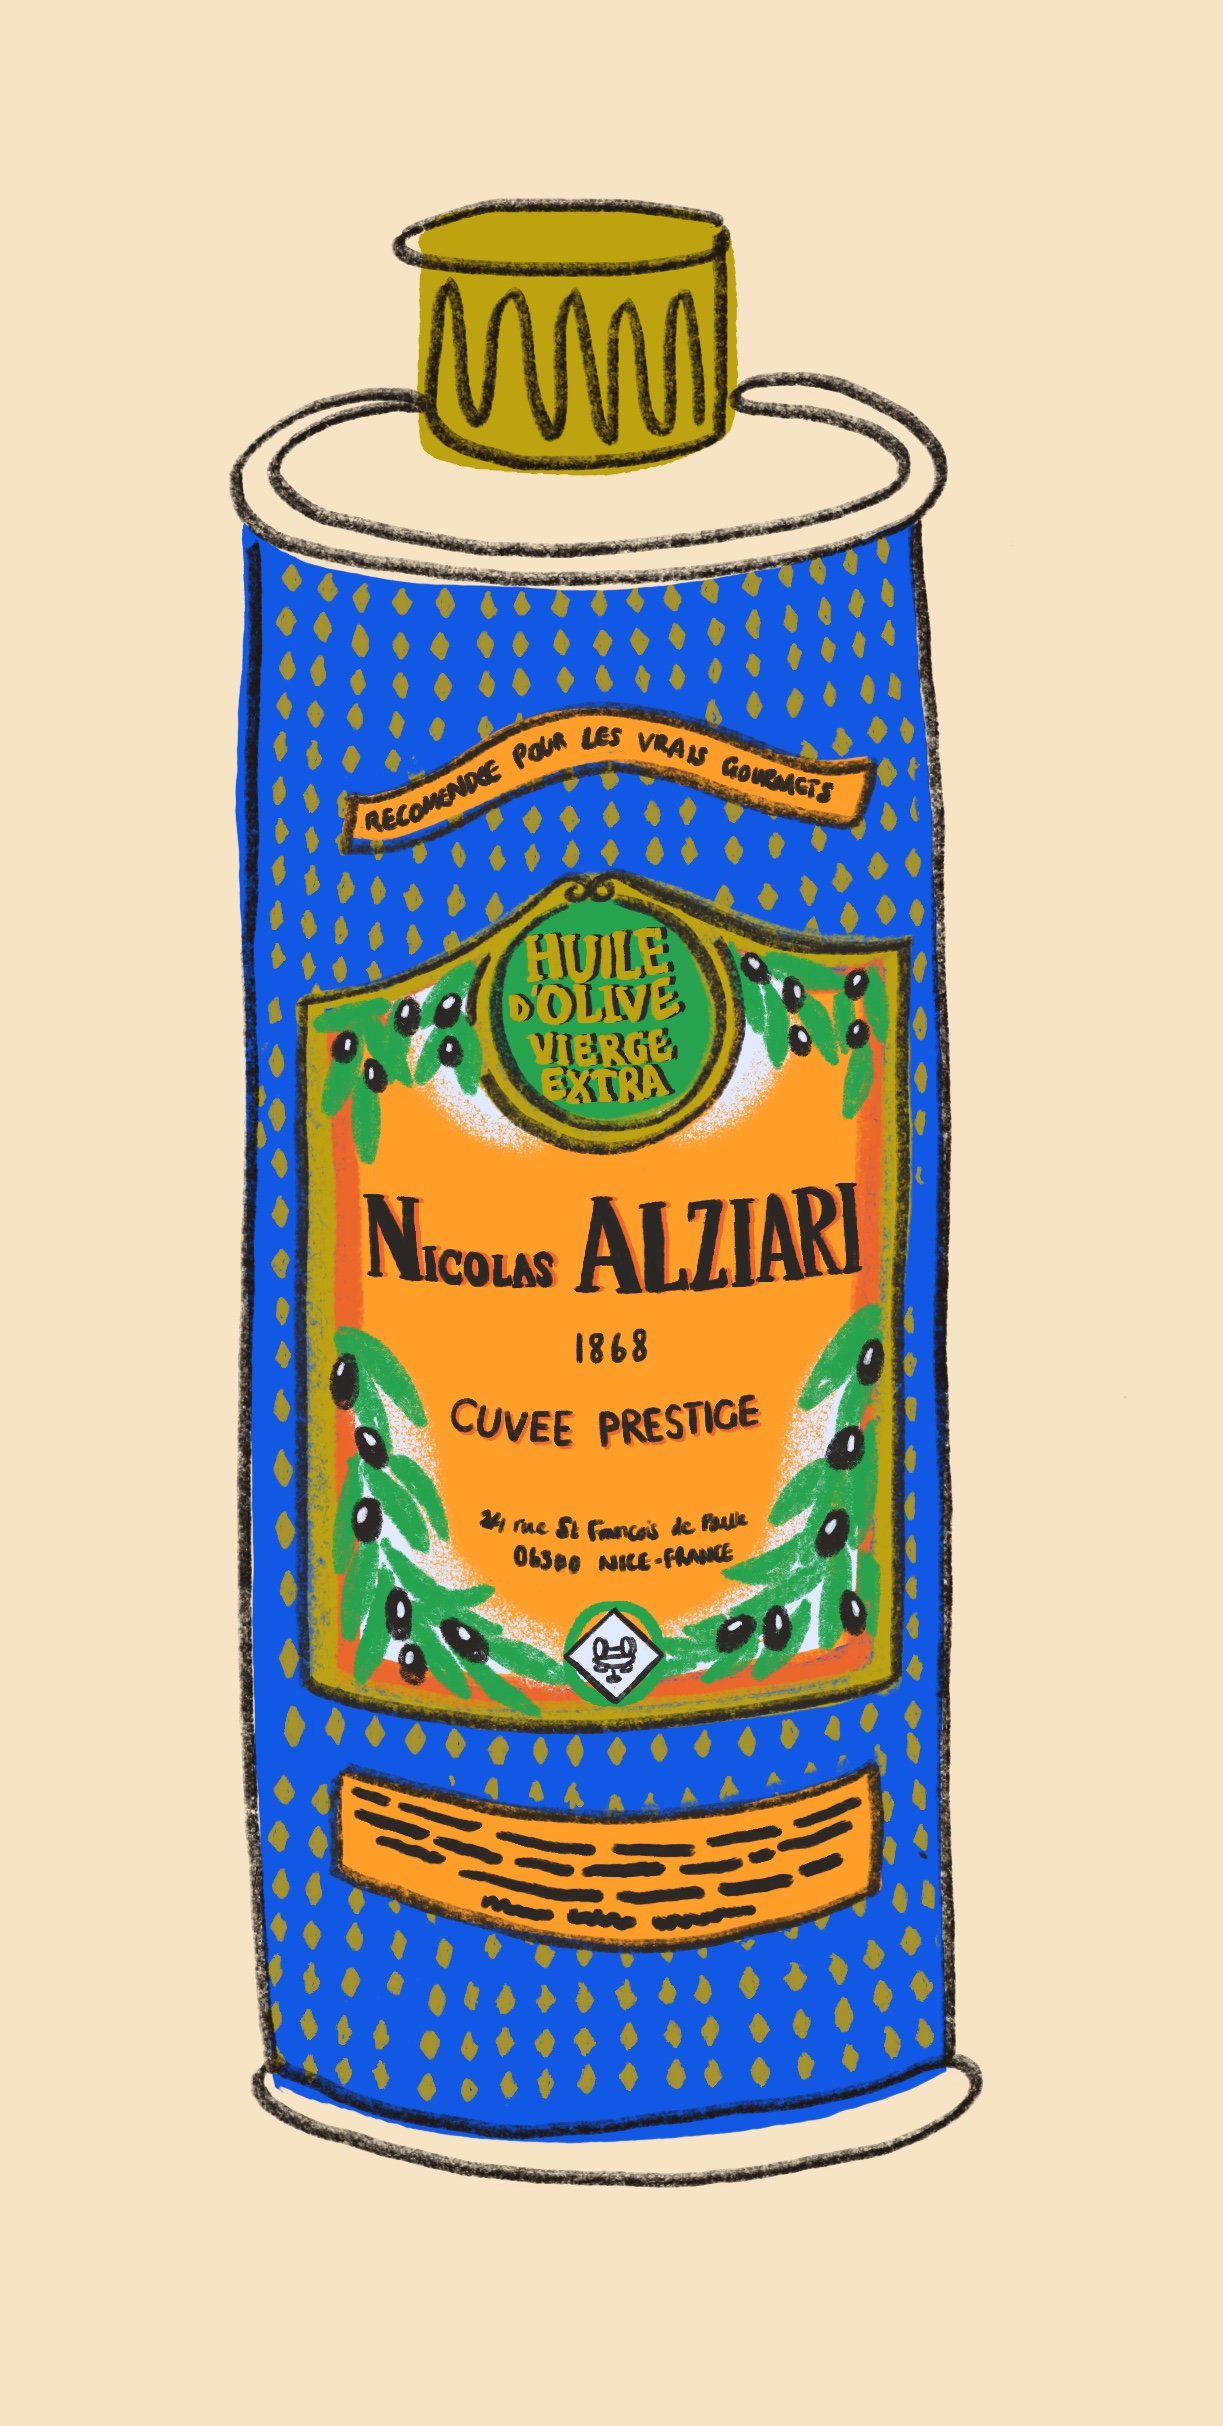 RECOMENDEE POUR LES VRAIS GOURMETS
HUILE
D'OLIVE
VIERGE
EXTRA
NICOLAS ALZIARI
1868
CUVEE PRESTIGE
24 rue St Francois de Paule
06300 NICE-FRANCE